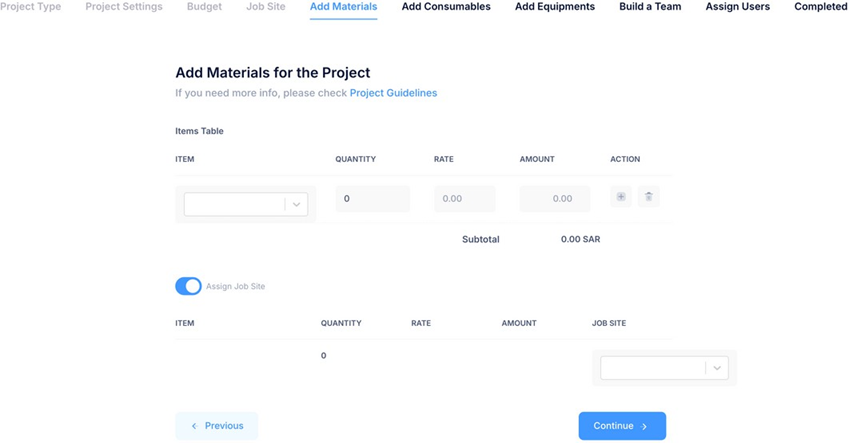 Project Type Project Settings Budget Job Site Add Materials Add Consumables Add Equipments Build a Team Assign Users Completed
Add Materials for the Project
If you need more info, please check Project Guidelines
Items Table
ITEM QUANTITY RATE AMOUNT ACTION
0 0.00 0.00
Subtotal 0.00 SAR
Assign Job Site
ITEM QUANTITY RATE AMOUNT JOB SITE
0
Previous Continue